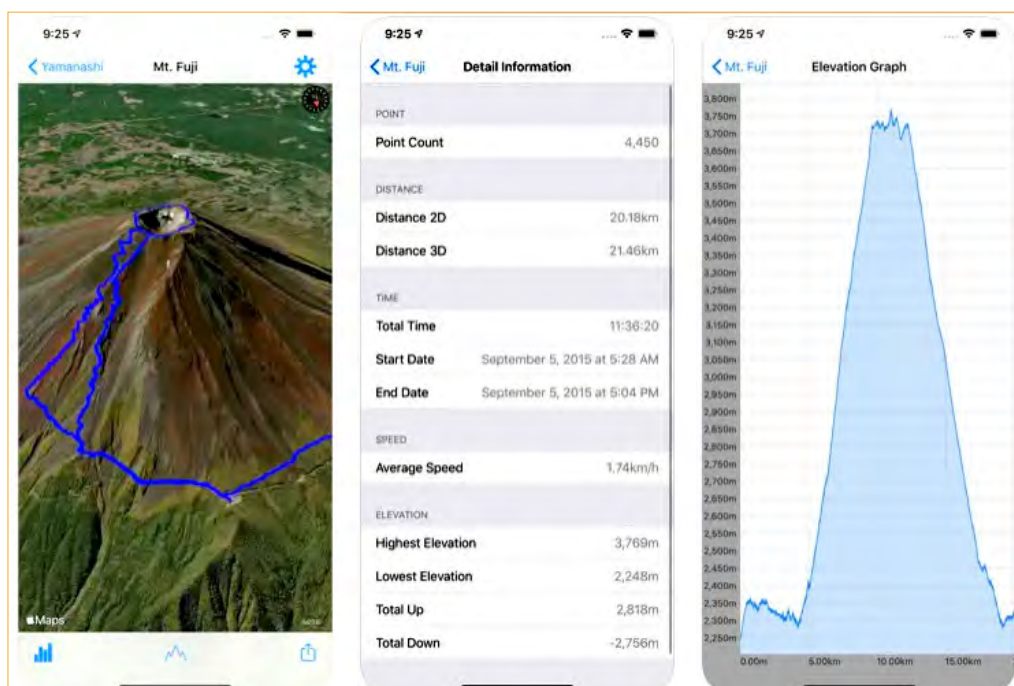 9:25
Yamanashi
Mt. Fuji
Maps
9:25
Mt. Fuji
Detail Information
POINT
Point Count 4,450
DISTANCE
Distance 2D 20.18km
Distance 3D 21.46km
TIME
Total Time 11:36:20
Start Date September 5, 2015 at 5:28 AM
End Date September 5, 2015 at 5:04 PM
SPEED
Average Speed 1.74km/h
ELEVATION
Highest Elevation 3,769m
Lowest Elevation 2,248m
Total Up 2,818m
Total Down -2,756m
9:25
Mt. Fuji
Elevation Graph
3,800m
3,750m
3,700m
3,650m
3,600m
3,550m
3,500m
3,450m
3,400m
3,350m
3,300m
3,250m
3,200m
3,150m
3,100m
3,050m
3,000m
2,950m
2,900m
2,850m
2,800m
2,750m
2,700m
2,650m
2,600m
2,550m
2,500m
2,450m
2,400m
2,350m
2,300m
2,250m
0.00m 5.00km 10.00km 15.00km